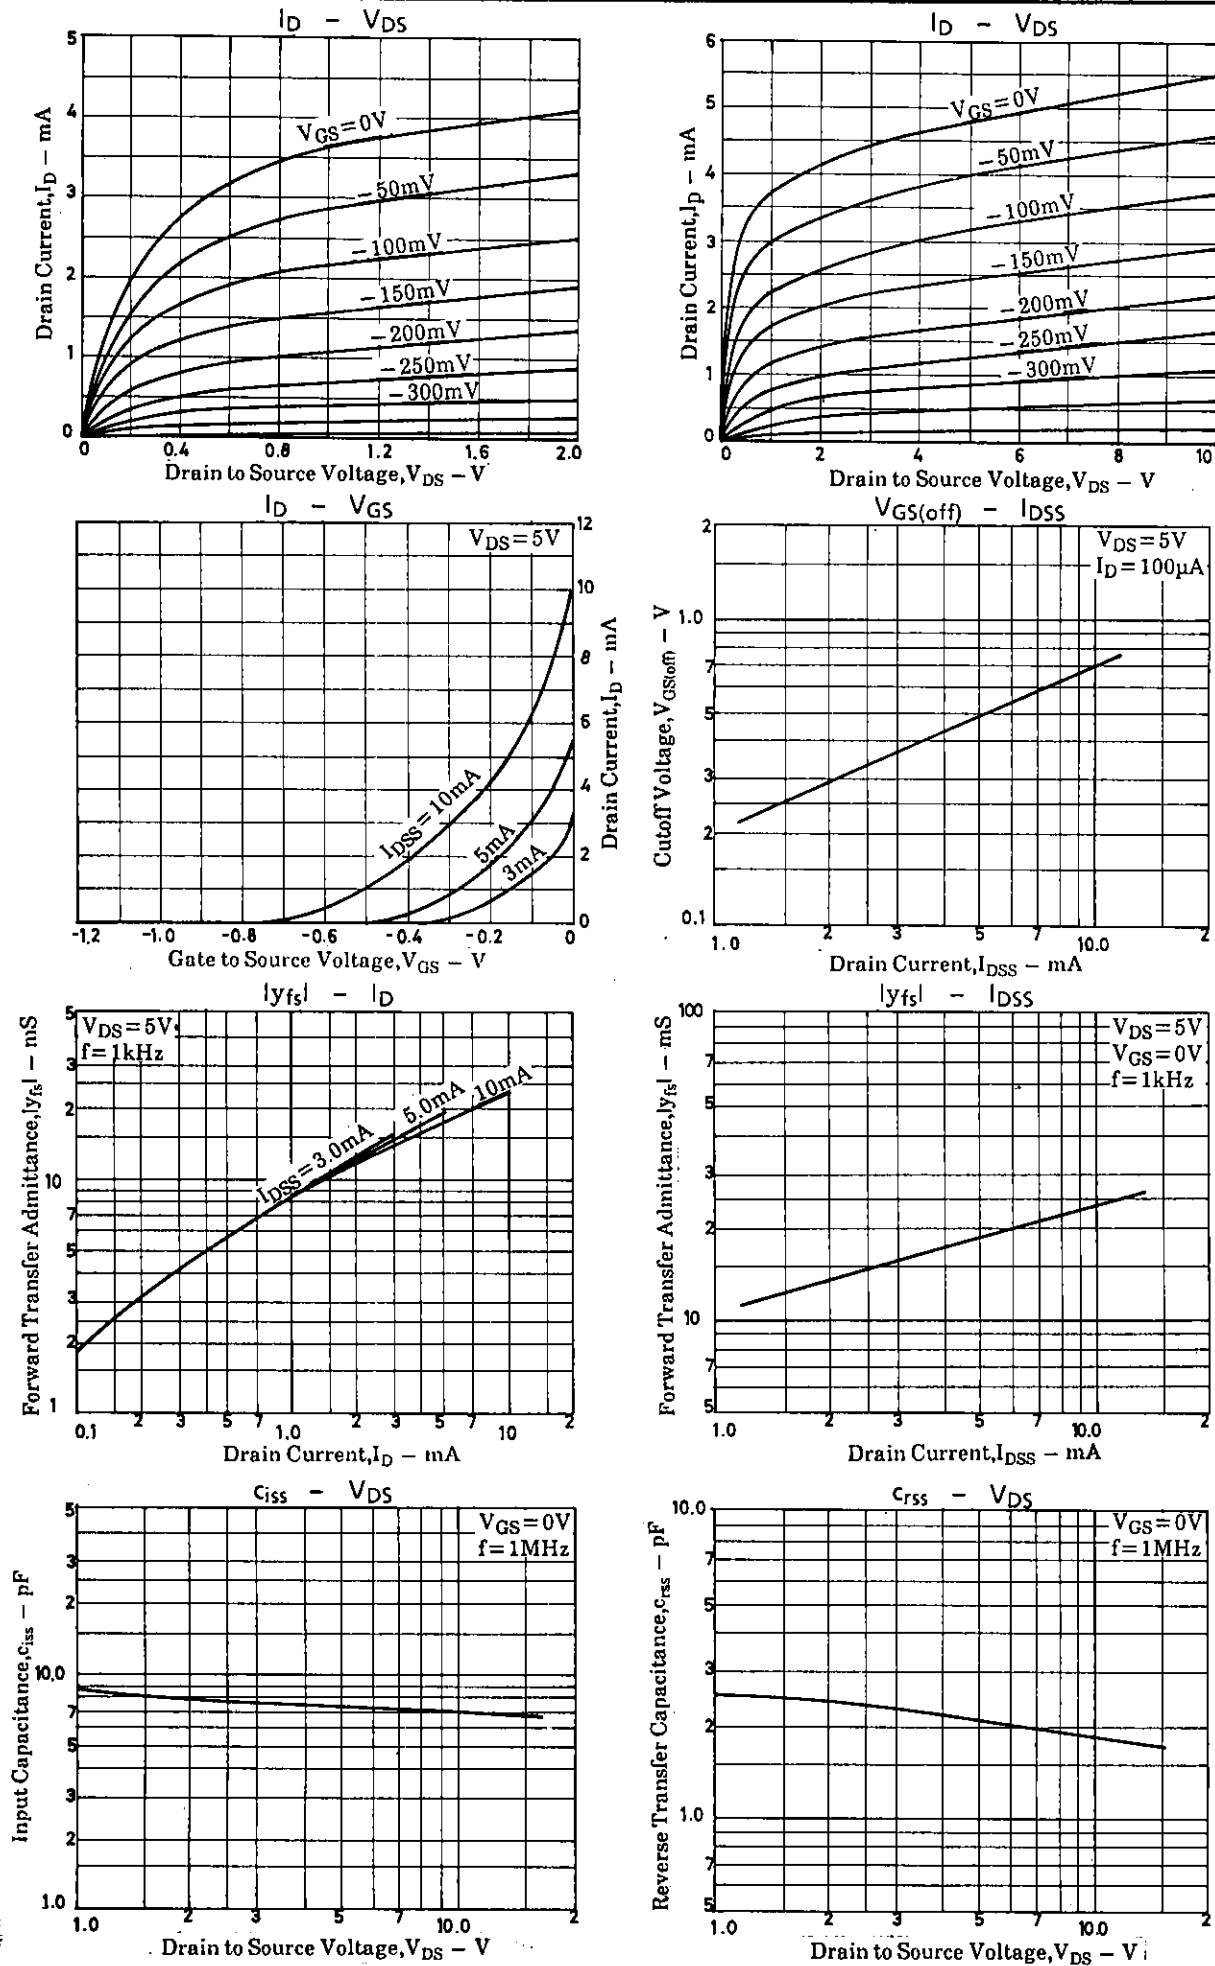 ID – VDS
5
4
3
2
1
0
Drain Current,ID – mA
VGS=0V
–50mV
–100mV
–150mV
–200mV
–250mV
–300mV
0 0.4 0.8 1.2 1.6 2.0
Drain to Source Voltage,VDS – V
ID – VDS
6
5
4
3
2
1
0
Drain Current,ID – mA
VGS=0V
–50mV
–100mV
–150mV
–200mV
–250mV
–300mV
0 2 4 6 8 10
Drain to Source Voltage,VDS – V
ID – VGS
VDS=5V
12
10
8
6
4
2
0
Drain Current,ID – mA
IDSS=10mA
5mA
3mA
-1,2 -1.0 -0.8 -0.6 -0.4 -0.2 0
Gate to Source Voltage,VGS – V
VGS(off) – IDSS
VDS=5V
ID=100μA
2
1.0
7
5
3
2
0.1
Cutoff Voltage,VGS(off) – V
1.0 2 3 5 7 10.0 2
Drain Current,IDSS – mA
|yfs| – ID
VDS=5V
f=1kHz
5
3
2
10
7
5
3
2
1
Forward Transfer Admittance,|yfs| – mS
IDSS=3.0mA
5.0mA
10mA
0.1 2 3 5 7 1.0 2 3 5 7 10 2
Drain Current,ID – mA
|yfs| – IDSS
VDS=5V
VGS=0V
f=1kHz
100
7
5
3
2
10
7
5
Forward Transfer Admittance,|yfs| – mS
1.0 2 3 5 7 10.0 2
Drain Current,IDSS – mA
ciss – VDS
VGS=0V
f=1MHz
5
3
2
10,0
7
5
3
2
1.0
Input Capacitance,ciss – pF
1.0 2 3 5 7 10.0 2
Drain to Source Voltage,VDS – V
crss – VDS
VGS=0V
f=1MHz
10.0
7
5
3
2
1.0
7
5
Reverse Transfer Capacitance,crss – pF
1.0 2 3 5 7 10.0 2
Drain to Source Voltage,VDS – V